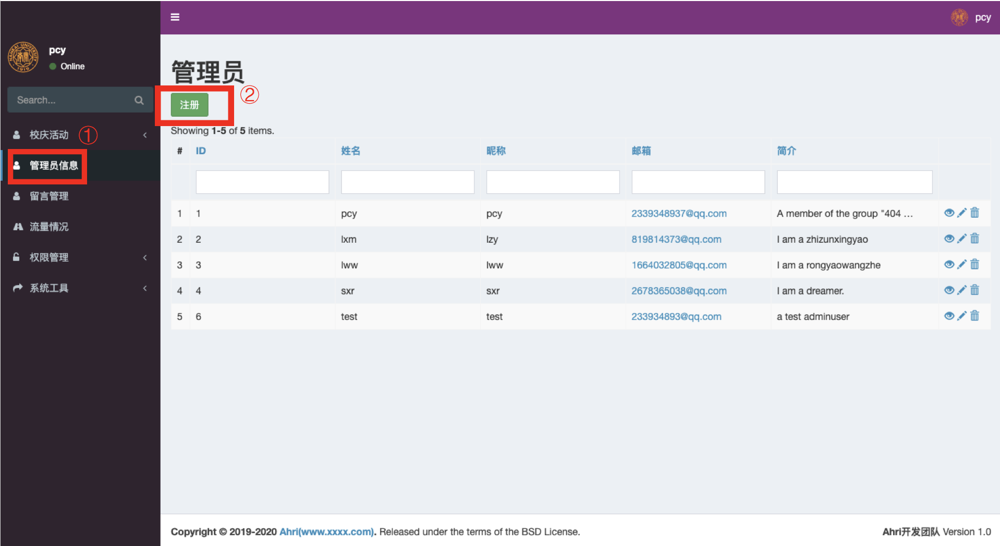 pcy
NANKAI UNIVERSITY
1919
pcy
Online
Search...
校庆活动 ①
管理员信息
留言管理
流量情况
权限管理
系统工具
管理员
注册 ②
Showing 1-5 of 5 items.
# ID 姓名 昵称 邮箱 简介
1 1 pcy pcy 2339348937@qq.com A member of the group "404 ...
2 2 lxm lzy 819814373@qq.com I am a zhizunxingyao
3 3 lww lww 1664032805@qq.com I am a rongyaowangzhe
4 4 sxr sxr 2678365038@qq.com I am a dreamer.
5 6 test test 233934893@qq.com a test adminuser
Copyright © 2019-2020 Ahri(www.xxxx.com). Released under the terms of the BSD License.
Ahri开发团队 Version 1.0